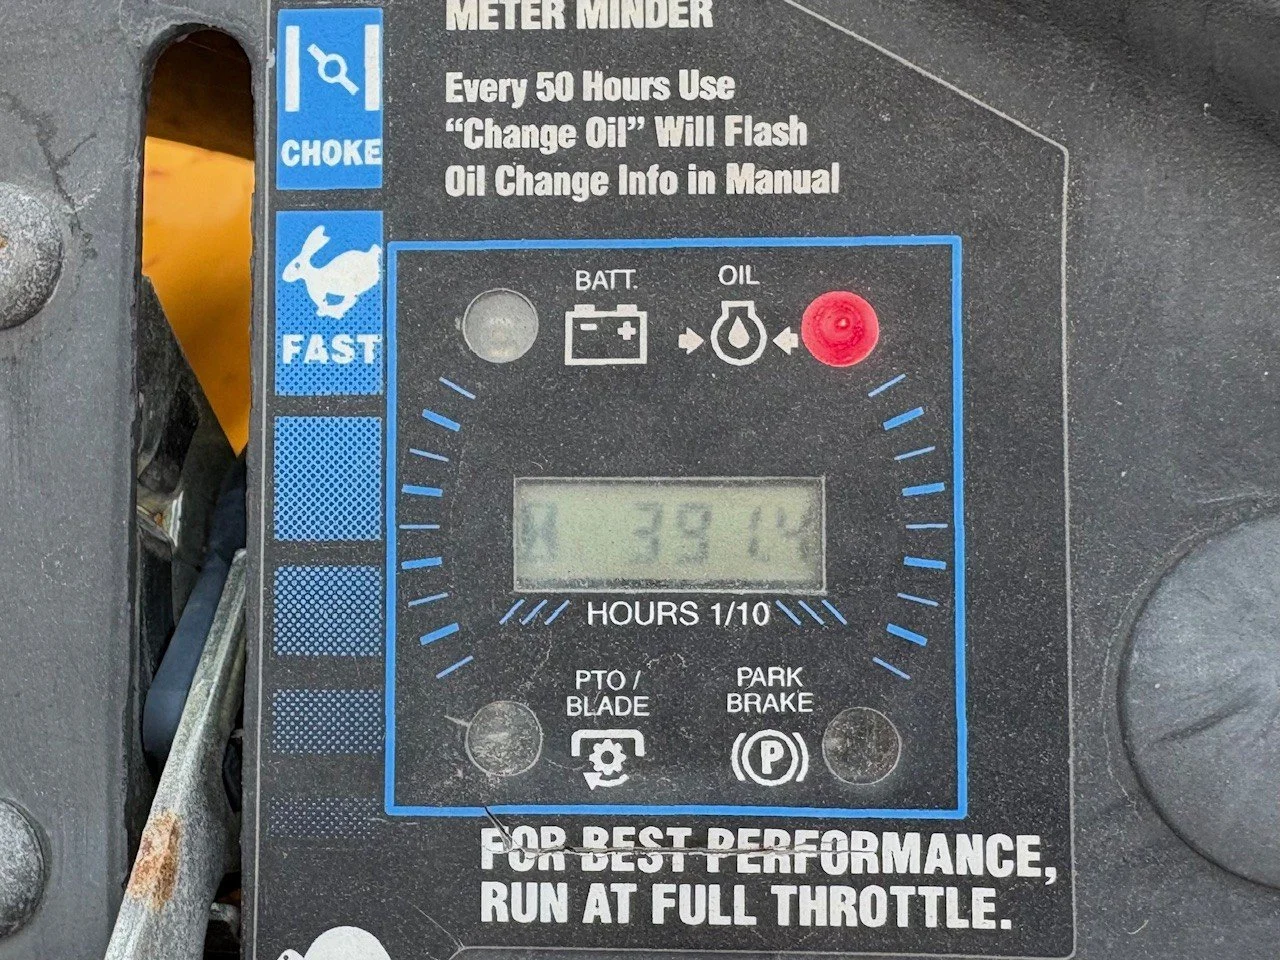 METER MINDER
Every 50 Hours Use
“Change Oil” Will Flash
Oil Change Info in Manual
CHOKE
FAST
BATT.
OIL
391.4
HOURS 1/10
PTO /
BLADE
PARK
BRAKE
P
FOR BEST PERFORMANCE,
RUN AT FULL THROTTLE.